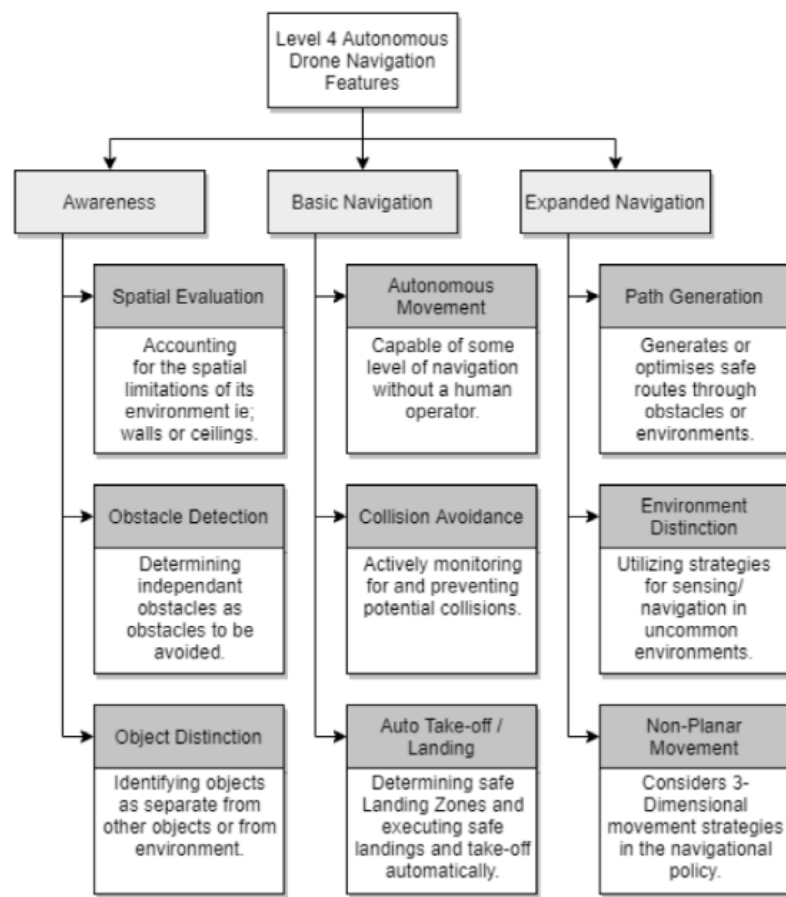 Level 4 Autonomous
Drone Navigation
Features
Awareness
Basic Navigation
Expanded Navigation
Spatial Evaluation
Accounting
for the spatial
limitations of its
environment ie;
walls or ceilings.
Obstacle Detection
Determining
independant
obstacles as
obstacles to be
avoided.
Object Distinction
Identifying objects
as separate from
other objects or from
environment.
Autonomous
Movement
Capable of some
level of navigation
without a human
operator.
Collision Avoidance
Actively monitoring
for and preventing
potential collisions.
Auto Take-off /
Landing
Determining safe
Landing Zones and
executing safe
landings and take-off
automatically.
Path Generation
Generates or
optimises safe
routes through
obstacles or
environments.
Environment
Distinction
Utilizing strategies
for sensing/
navigation in
uncommon
environments.
Non-Planar
Movement
Considers 3-
Dimensional
movement strategies
in the navigational
policy.